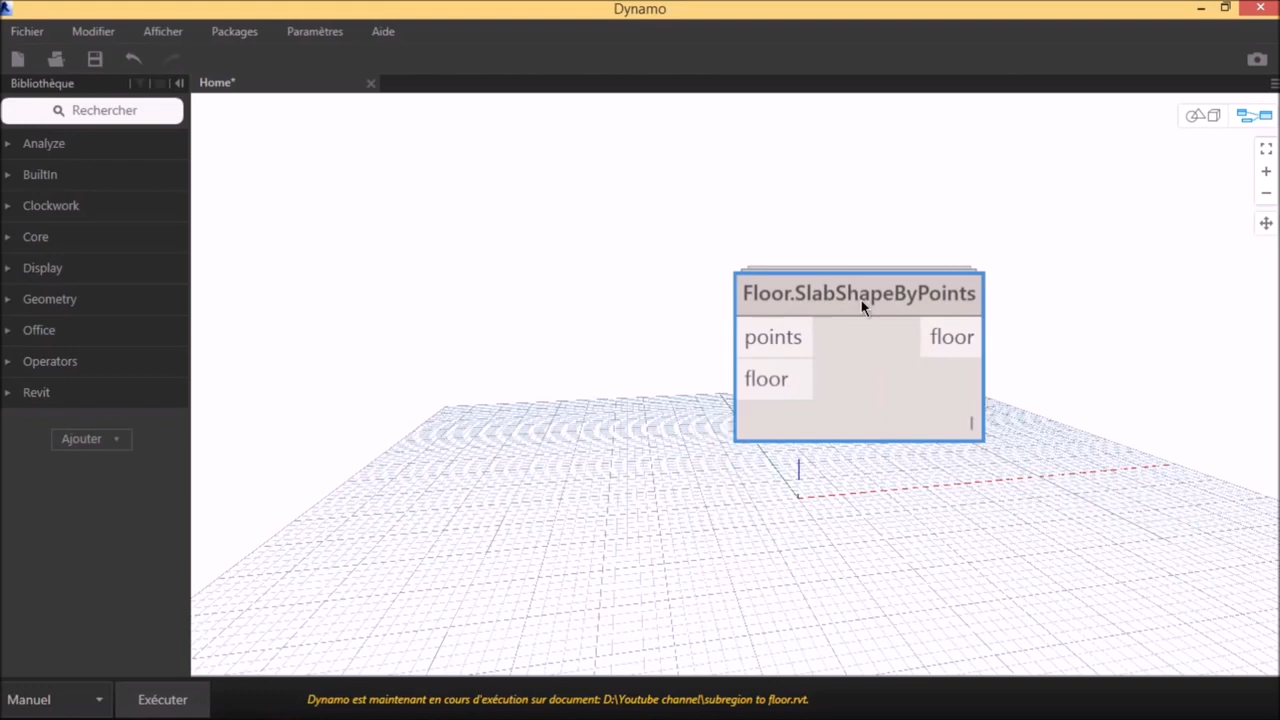 Dynamo
Fichier Modifier Afficher Packages Paramètres Aide
Bibliothèque
Home*
Rechercher
Analyze
BuiltIn
Clockwork
Core
Display
Geometry
Office
Operators
Revit
Ajouter
Floor.SlabShapeByPoints
points floor
floor
Manuel Exécuter Dynamo est maintenant en cours d'exécution sur document: D:\Youtube channel\subregion to floor.rvt.